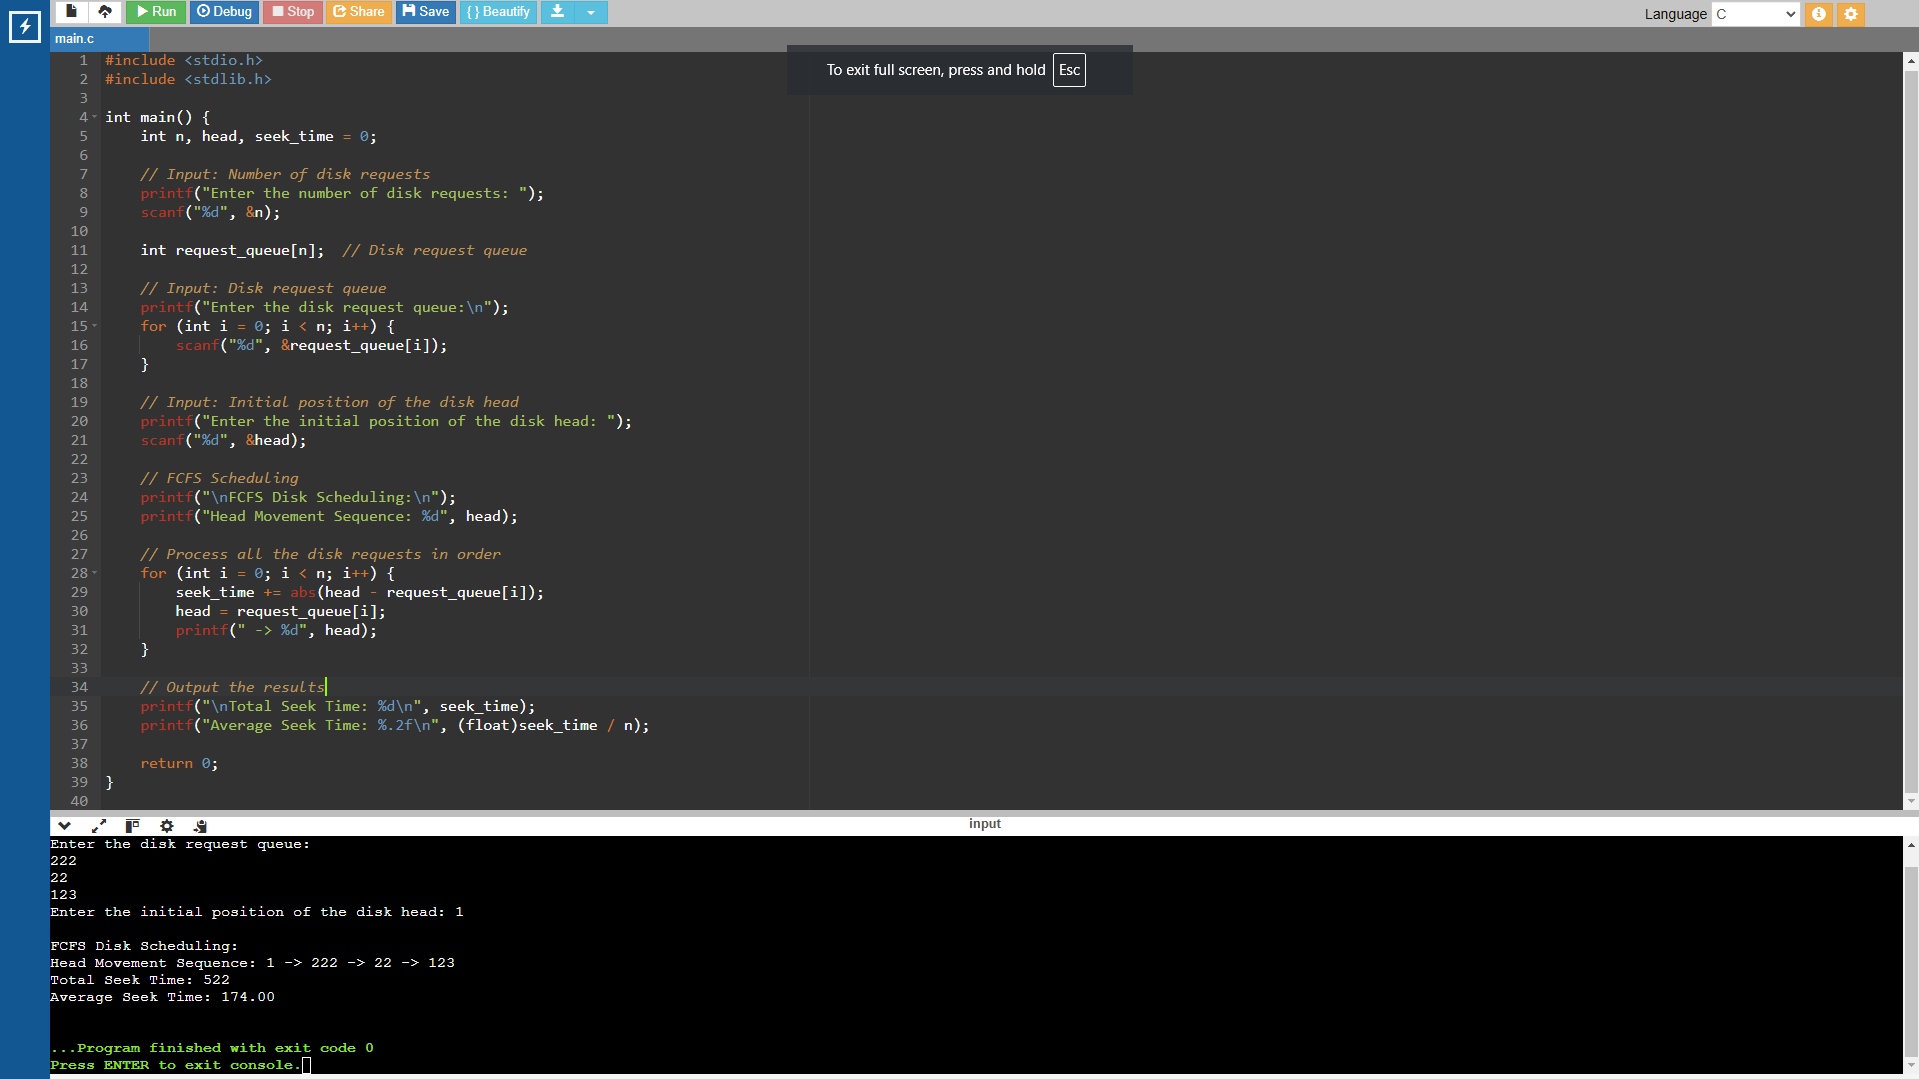 Run Debug Stop Share Save { } Beautify Language C
main.c
To exit full screen, press and hold Esc
1 #include <stdio.h>
2 #include <stdlib.h>
3
4 int main() {
5     int n, head, seek_time = 0;
6
7     // Input: Number of disk requests
8     printf("Enter the number of disk requests: ");
9     scanf("%d", &n);
10
11     int request_queue[n];  // Disk request queue
12
13     // Input: Disk request queue
14     printf("Enter the disk request queue:\n");
15     for (int i = 0; i < n; i++) {
16         scanf("%d", &request_queue[i]);
17     }
18
19     // Input: Initial position of the disk head
20     printf("Enter the initial position of the disk head: ");
21     scanf("%d", &head);
22
23     // FCFS Scheduling
24     printf("\nFCFS Disk Scheduling:\n");
25     printf("Head Movement Sequence: %d", head);
26
27     // Process all the disk requests in order
28     for (int i = 0; i < n; i++) {
29         seek_time += abs(head - request_queue[i]);
30         head = request_queue[i];
31         printf(" -> %d", head);
32     }
33
34     // Output the results
35     printf("\nTotal Seek Time: %d\n", seek_time);
36     printf("Average Seek Time: %.2f\n", (float)seek_time / n);
37
38     return 0;
39 }
40
input
Enter the disk request queue:
222
22
123
Enter the initial position of the disk head: 1
FCFS Disk Scheduling:
Head Movement Sequence: 1 -> 222 -> 22 -> 123
Total Seek Time: 522
Average Seek Time: 174.00
...Program finished with exit code 0
Press ENTER to exit console.